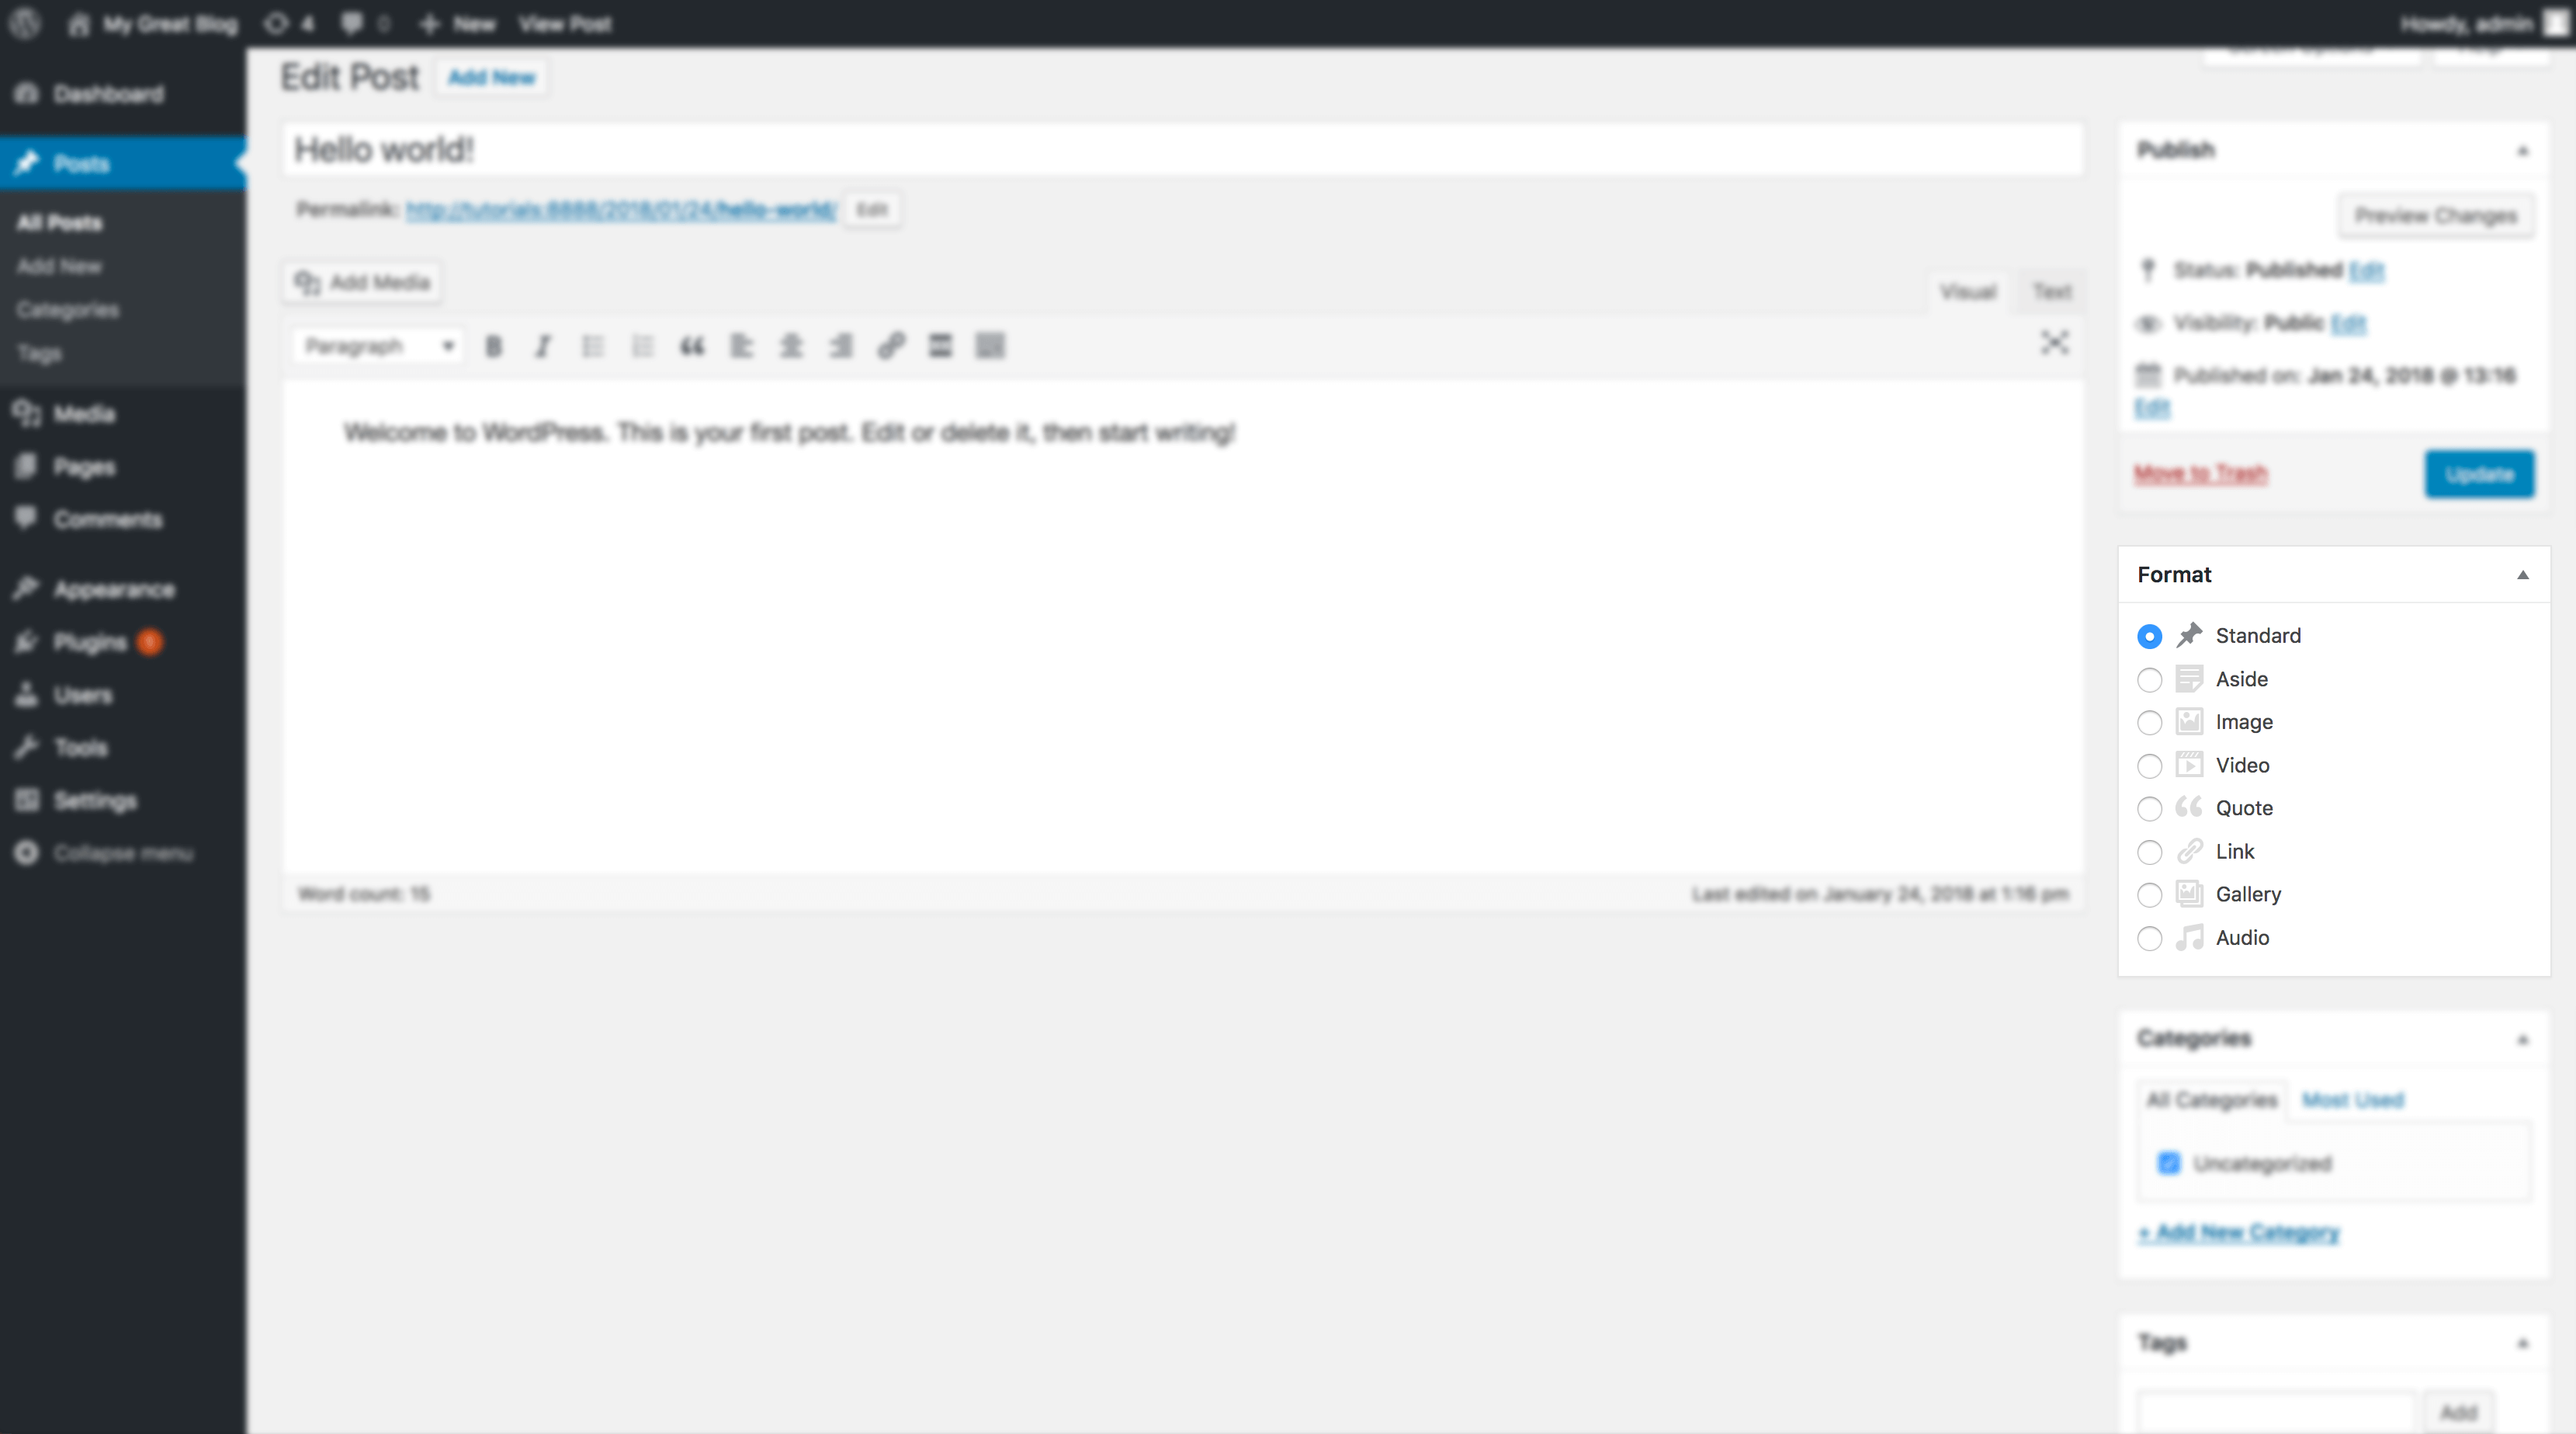 My Great Blog 4 0 New View Post Howdy, admin
Dashboard
Posts
All Posts
Add New
Categories
Tags
Media
Pages
Comments
Appearance
Plugins 1
Users
Tools
Settings
Collapse menu
Screen Options Help
Edit Post Add New
Hello world!
Permalink: http://tutorials:8888/2018/01/24/hello-world/ Edit
Add Media
Visual Text
Paragraph
Welcome to WordPress. This is your first post. Edit or delete it, then start writing!
Word count: 15 Last edited on January 24, 2018 at 1:16 pm
Publish
Preview Changes
Status: Published Edit
Visibility: Public Edit
Published on: Jan 24, 2018 @ 13:16
Edit
Move to Trash Update
Format
Standard
Aside
Image
Video
Quote
Link
Gallery
Audio
Categories
All Categories Most Used
Uncategorized
+ Add New Category
Tags
Add